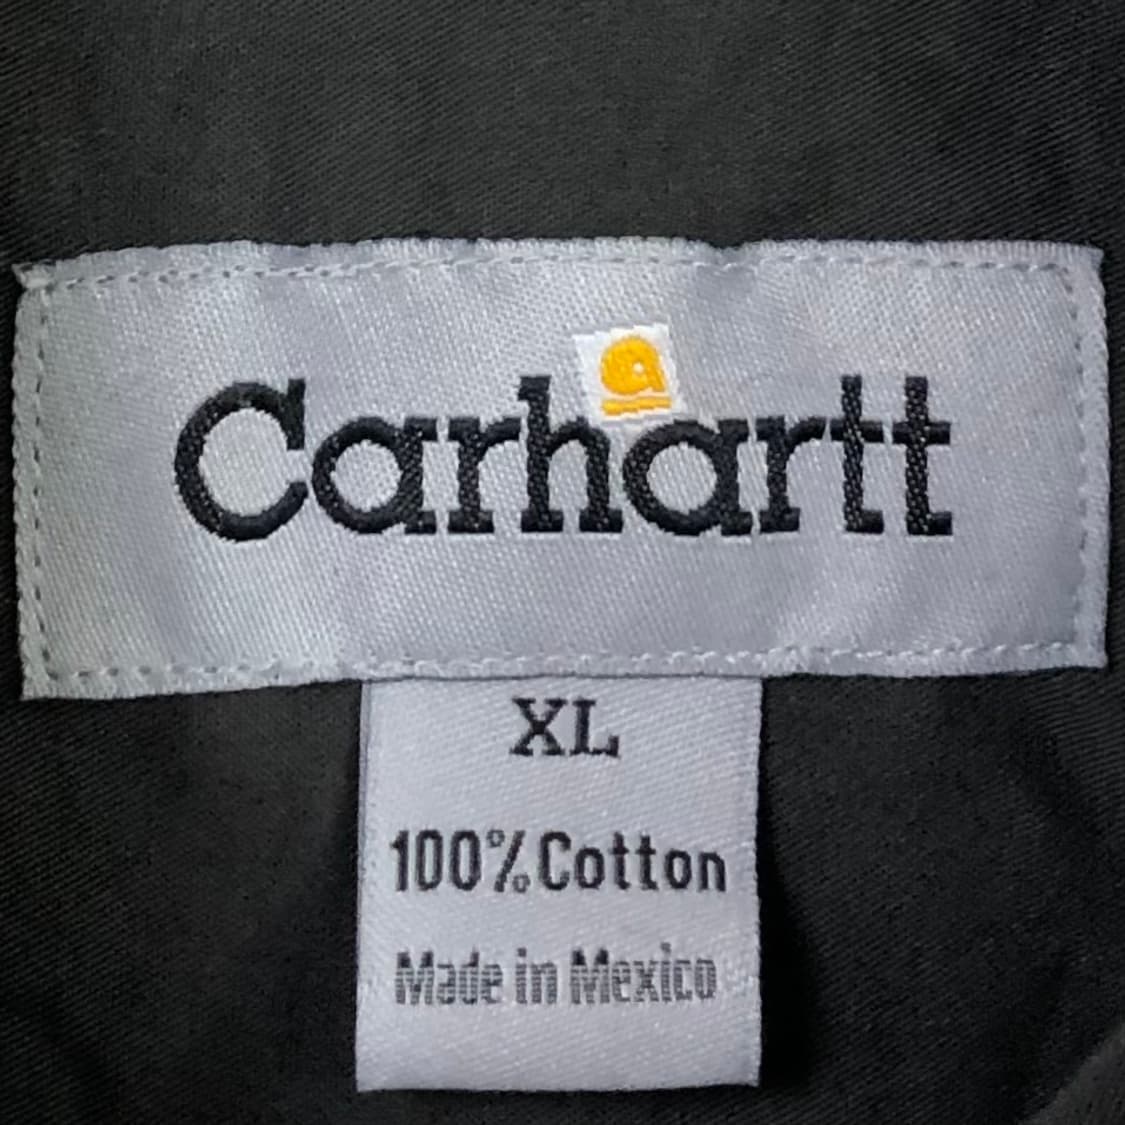 Carhartt
XL
100% Cotton
Made in Mexico